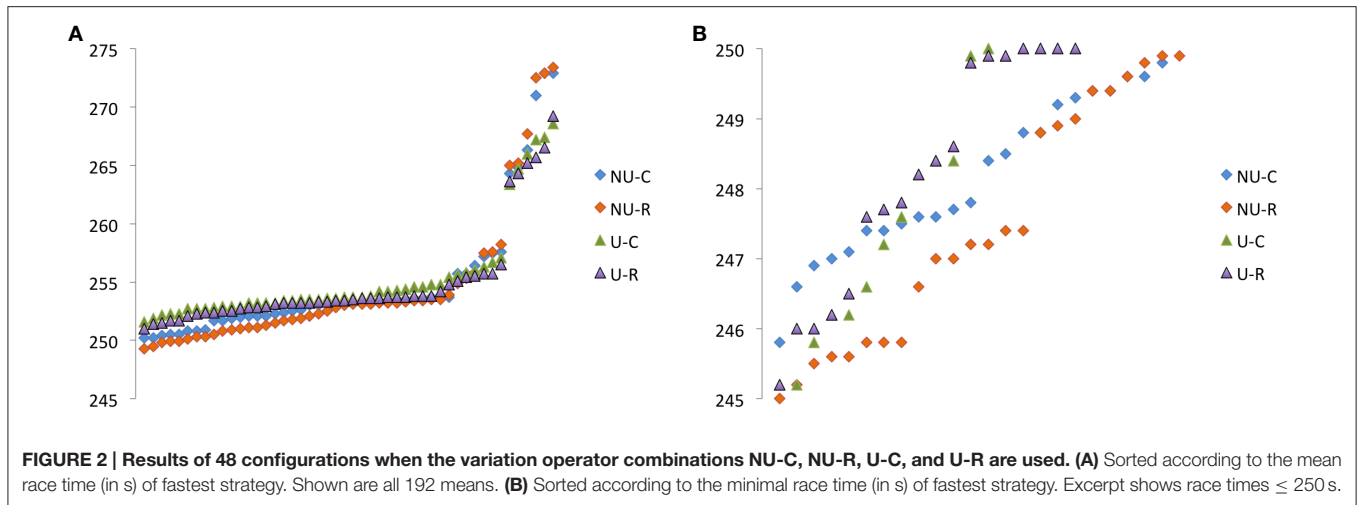 A
275
270
265
260
255
250
245
NU-C
NU-R
U-C
U-R
B
250
249
248
247
246
245
NU-C
NU-R
U-C
U-R
FIGURE 2 | Results of 48 configurations when the variation operator combinations NU-C, NU-R, U-C, and U-R are used. (A) Sorted according to the mean
race time (in s) of fastest strategy. Shown are all 192 means. (B) Sorted according to the minimal race time (in s) of fastest strategy. Excerpt shows race times ≤ 250 s.